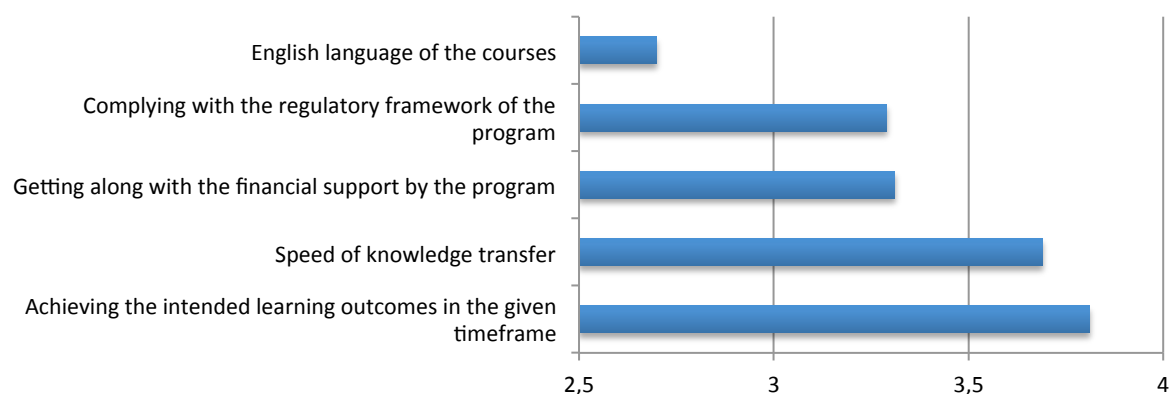 English language of the courses
Complying with the regulatory framework of the
program
Getting along with the financial support by the program
Speed of knowledge transfer
Achieving the intended learning outcomes in the given
timeframe
2,5 3 3,5 4